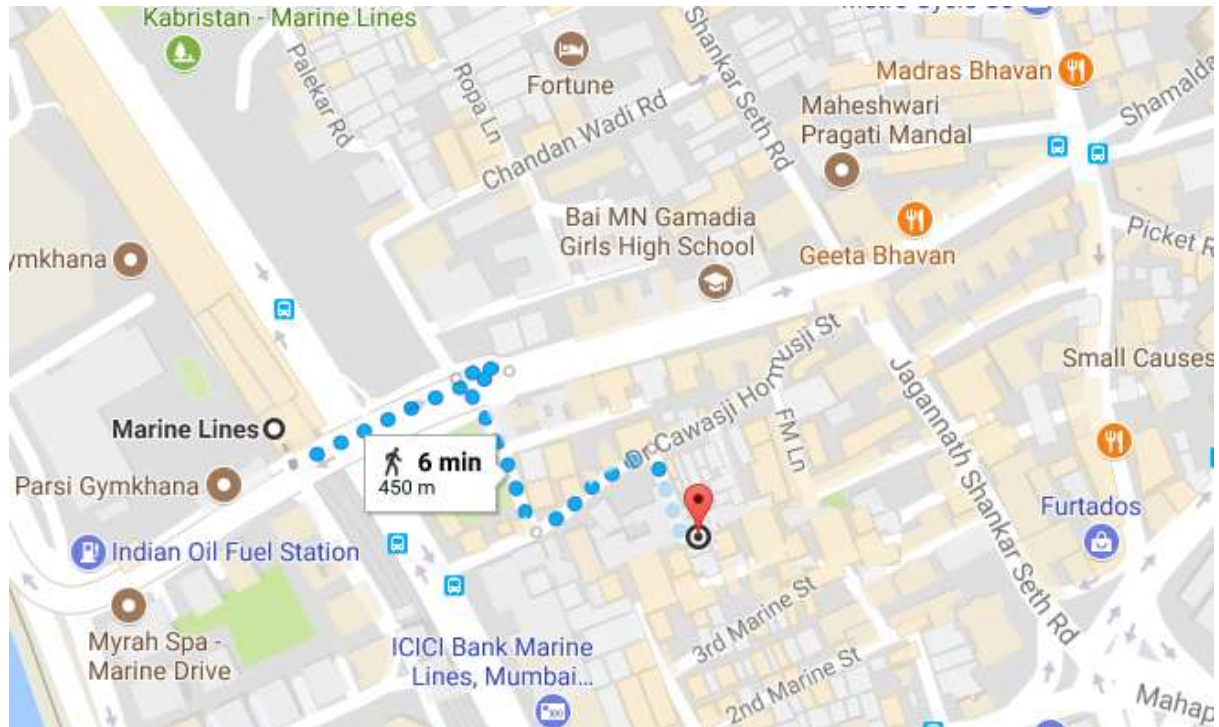 Kabristan - Marine Lines
Metro Cycle Co
Palekar Rd
Ropa Ln
Fortune
Shankar Seth Rd
Madras Bhavan
Maheshwari
Pragati Mandal
Shamalda
Chandan Wadi Rd
Bai MN Gamadia
Girls High School
ymkhana
Geeta Bhavan
Picket R
Dr Cawasji Hormusji St
Small Causes
Marine Lines
FM Ln
Jagannath Shankar Seth Rd
6 min
450 m
Parsi Gymkhana
Furtados
Indian Oil Fuel Station
3rd Marine St
Myrah Spa -
Marine Drive
ICICI Bank Marine
Lines, Mumbai...
2nd Marine St
Mahap